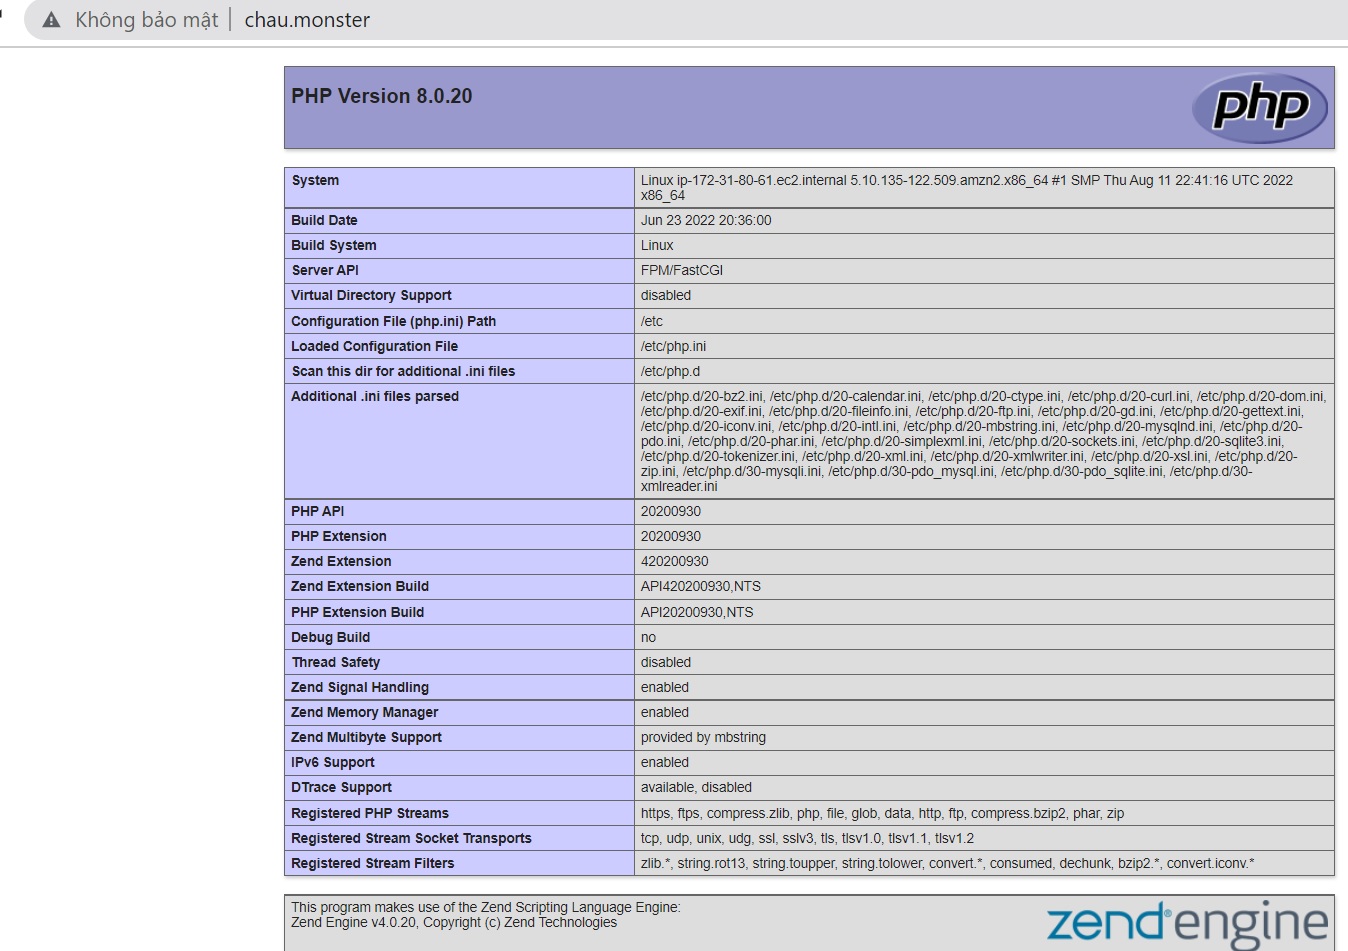 Không bảo mật | chau.monster
PHP Version 8.0.20
php
System Linux ip-172-31-80-61.ec2.internal 5.10.135-122.509.amzn2.x86_64 #1 SMP Thu Aug 11 22:41:16 UTC 2022
x86_64
Build Date Jun 23 2022 20:36:00
Build System Linux
Server API FPM/FastCGI
Virtual Directory Support disabled
Configuration File (php.ini) Path /etc
Loaded Configuration File /etc/php.ini
Scan this dir for additional .ini files /etc/php.d
Additional .ini files parsed /etc/php.d/20-bz2.ini, /etc/php.d/20-calendar.ini, /etc/php.d/20-ctype.ini, /etc/php.d/20-curl.ini, /etc/php.d/20-dom.ini,
/etc/php.d/20-exif.ini, /etc/php.d/20-fileinfo.ini, /etc/php.d/20-ftp.ini, /etc/php.d/20-gd.ini, /etc/php.d/20-gettext.ini,
/etc/php.d/20-iconv.ini, /etc/php.d/20-intl.ini, /etc/php.d/20-mbstring.ini, /etc/php.d/20-mysqlnd.ini, /etc/php.d/20-
pdo.ini, /etc/php.d/20-phar.ini, /etc/php.d/20-simplexml.ini, /etc/php.d/20-sockets.ini, /etc/php.d/20-sqlite3.ini,
/etc/php.d/20-tokenizer.ini, /etc/php.d/20-xml.ini, /etc/php.d/20-xmlwriter.ini, /etc/php.d/20-xsl.ini, /etc/php.d/20-
zip.ini, /etc/php.d/30-mysqli.ini, /etc/php.d/30-pdo_mysql.ini, /etc/php.d/30-pdo_sqlite.ini, /etc/php.d/30-
xmlreader.ini
PHP API 20200930
PHP Extension 20200930
Zend Extension 420200930
Zend Extension Build API420200930,NTS
PHP Extension Build API20200930,NTS
Debug Build no
Thread Safety disabled
Zend Signal Handling enabled
Zend Memory Manager enabled
Zend Multibyte Support provided by mbstring
IPv6 Support enabled
DTrace Support available, disabled
Registered PHP Streams https, ftps, compress.zlib, php, file, glob, data, http, ftp, compress.bzip2, phar, zip
Registered Stream Socket Transports tcp, udp, unix, udg, ssl, sslv3, tls, tlsv1.0, tlsv1.1, tlsv1.2
Registered Stream Filters zlib.*, string.rot13, string.toupper, string.tolower, convert.*, consumed, dechunk, bzip2.*, convert.iconv.*
This program makes use of the Zend Scripting Language Engine:
Zend Engine v4.0.20, Copyright (c) Zend Technologies
zend® engine